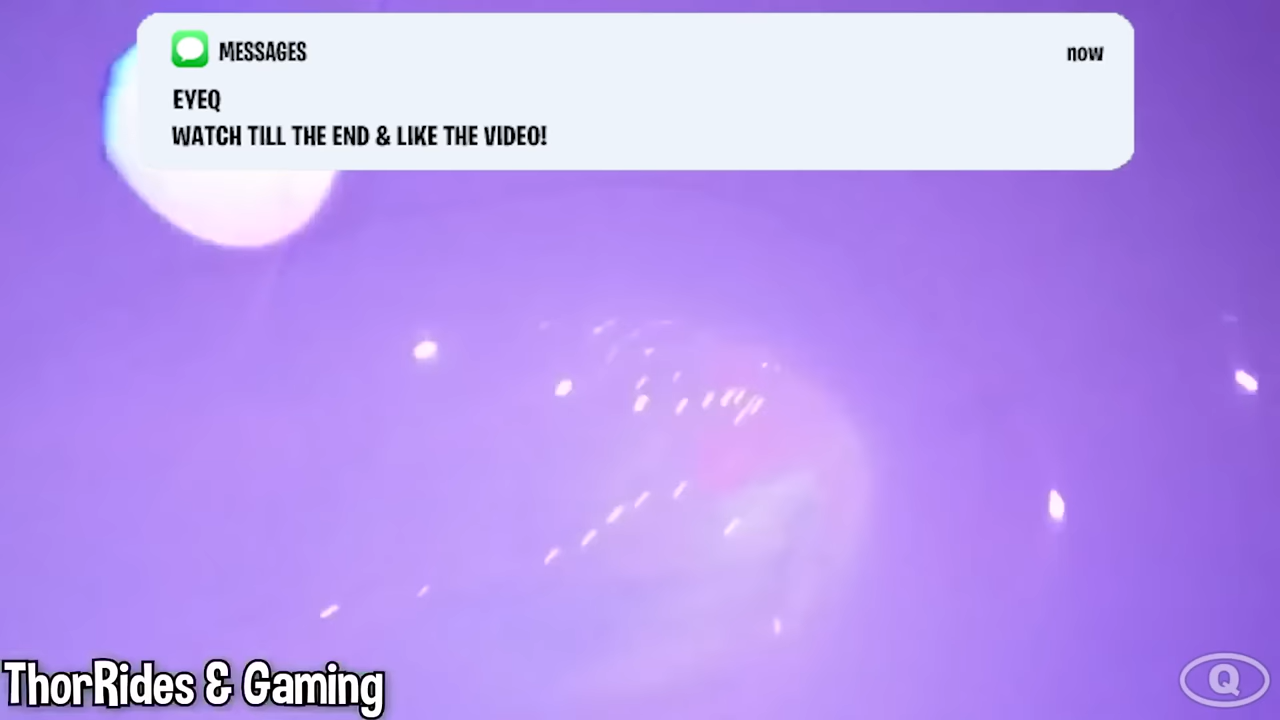 MESSAGES
now
EYEQ
WATCH TILL THE END & LIKE THE VIDEO!
ThorRides & Gaming
Q